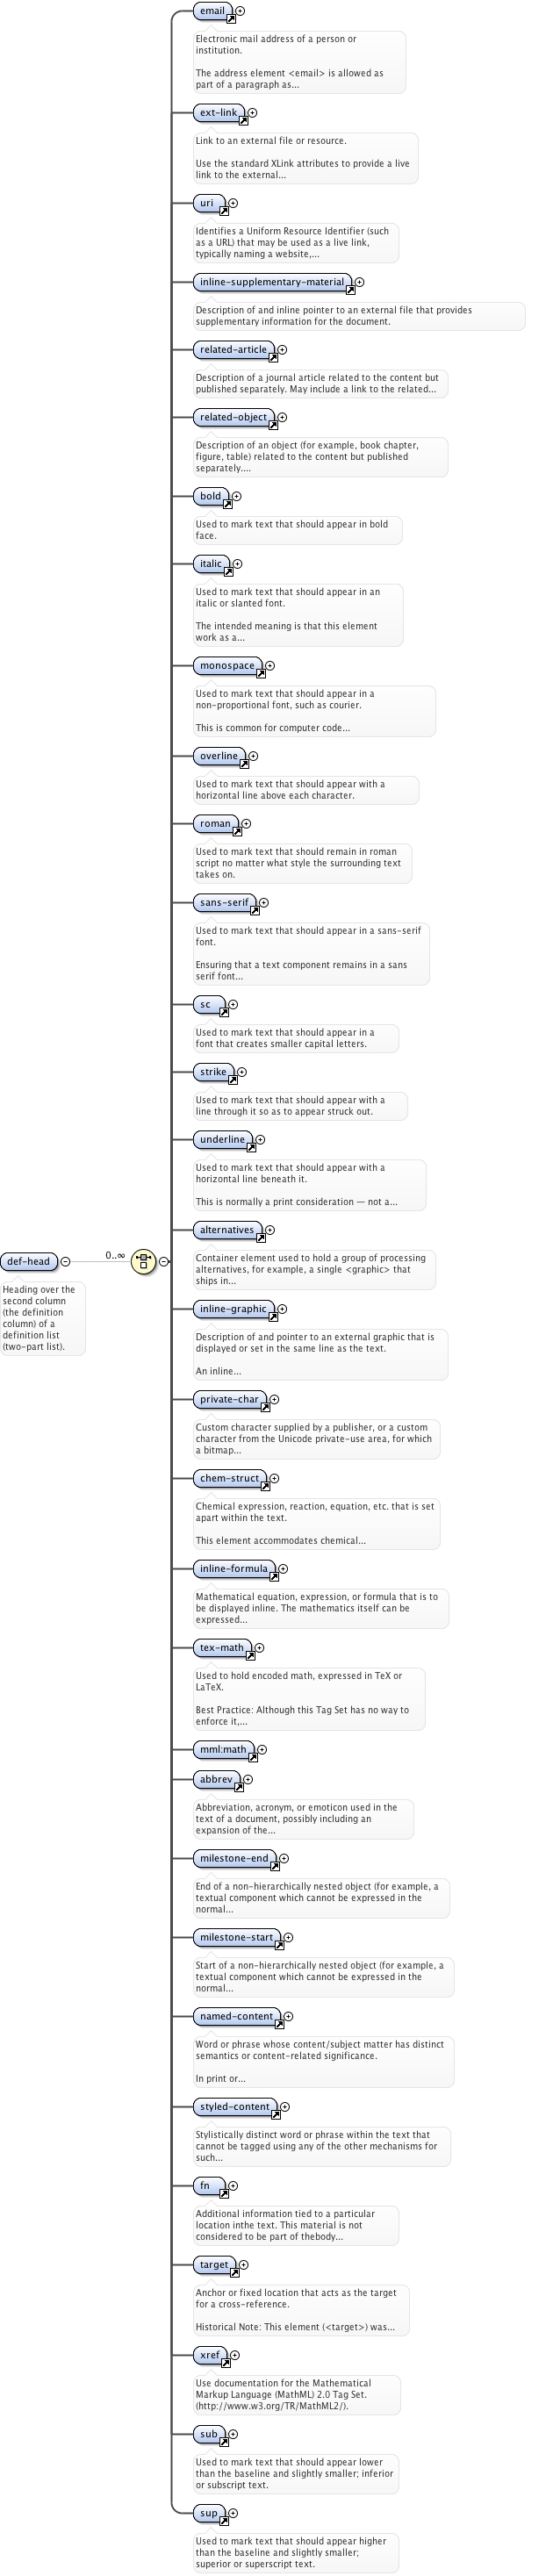 email
Electronic mail address of a person or
institution.
The address element <email> is allowed as
part of a paragraph as...
ext-link
Link to an external file or resource.
Use the standard XLink attributes to provide a live
link to the external...
uri
Identifies a Uniform Resource Identifier (such
as a URL) that may be used as a live link,
typically naming a website,...
inline-supplementary-material
Description of and inline pointer to an external file that provides
supplementary information for the document.
related-article
Description of a journal article related to the content but
published separately. May include a link to the related...
related-object
Description of an object (for example, book chapter,
figure, table) related to the content but published
separately....
bold
Used to mark text that should appear in bold
face.
italic
Used to mark text that should appear in an
italic or slanted font.
The intended meaning is that this element
work as a...
monospace
Used to mark text that should appear in a
non-proportional font, such as courier.
This is common for computer code...
overline
Used to mark text that should appear with a
horizontal line above each character.
roman
Used to mark text that should remain in roman
script no matter what style the surrounding text
takes on.
sans-serif
Used to mark text that should appear in a sans-serif
font.
Ensuring that a text component remains in a sans
serif font...
sc
Used to mark text that should appear in a
font that creates smaller capital letters.
strike
Used to mark text that should appear with a
line through it so as to appear struck out.
underline
Used to mark text that should appear with a
horizontal line beneath it.
This is normally a print consideration — not a...
alternatives
Container element used to hold a group of processing
alternatives, for example, a single <graphic> that
ships in...
def-head
0..∞
Heading over the
second column
(the definition
column) of a
definition list
(two-part list).
inline-graphic
Description of and pointer to an external graphic that is
displayed or set in the same line as the text.
An inline...
private-char
Custom character supplied by a publisher, or a custom
character from the Unicode private-use area, for which
a bitmap...
chem-struct
Chemical expression, reaction, equation, etc. that is set
apart within the text.
This element accommodates chemical...
inline-formula
Mathematical equation, expression, or formula that is to
be displayed inline. The mathematics itself can be
expressed...
tex-math
Used to hold encoded math, expressed in TeX or
LaTeX.
Best Practice: Although this Tag Set has no way to
enforce it,...
mml:math
abbrev
Abbreviation, acronym, or emoticon used in the
text of a document, possibly including an
expansion of the...
milestone-end
End of a non-hierarchically nested object (for example, a
textual component which cannot be expressed in the
normal...
milestone-start
Start of a non-hierarchically nested object (for example, a
textual component which cannot be expressed in the
normal...
named-content
Word or phrase whose content/subject matter has distinct
semantics or content-related significance.
In print or...
styled-content
Stylistically distinct word or phrase within the text that
cannot be tagged using any of the other mechanisms for
such...
fn
Additional information tied to a particular
location inthe text. This material is not
considered to be part of thebody...
target
Anchor or fixed location that acts as the target
for a cross-reference.
Historical Note: This element (<target>) was...
xref
Use documentation for the Mathematical
Markup Language (MathML) 2.0 Tag Set.
(http://www.w3.org/TR/MathML2/).
sub
Used to mark text that should appear lower
than the baseline and slightly smaller; inferior
or subscript text.
sup
Used to mark text that should appear higher
than the baseline and slightly smaller;
superior or superscript text.